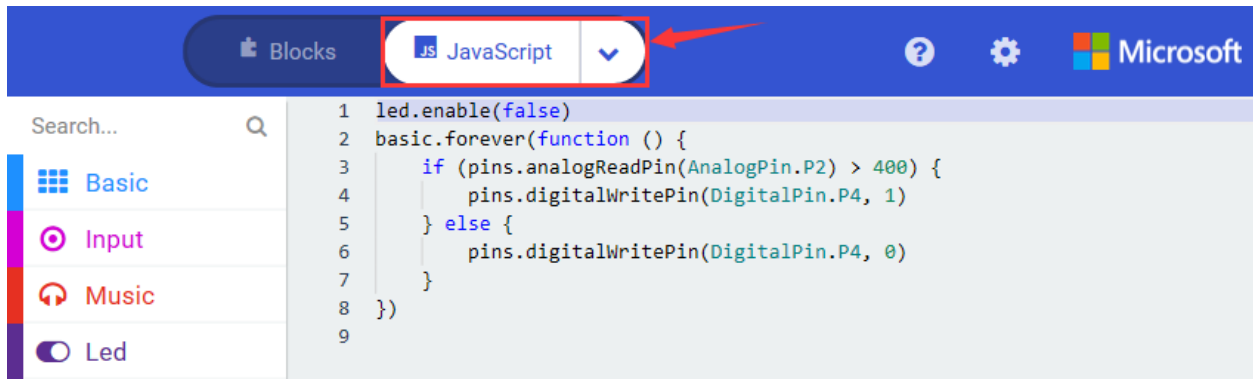 Blocks
JS JavaScript
?
Microsoft
Search...
Basic
Input
Music
Led
1 led.enable(false)
2 basic.forever(function () {
3     if (pins.analogReadPin(AnalogPin.P2) > 400) {
4         pins.digitalWritePin(DigitalPin.P4, 1)
5     } else {
6         pins.digitalWritePin(DigitalPin.P4, 0)
7     }
8 })
9